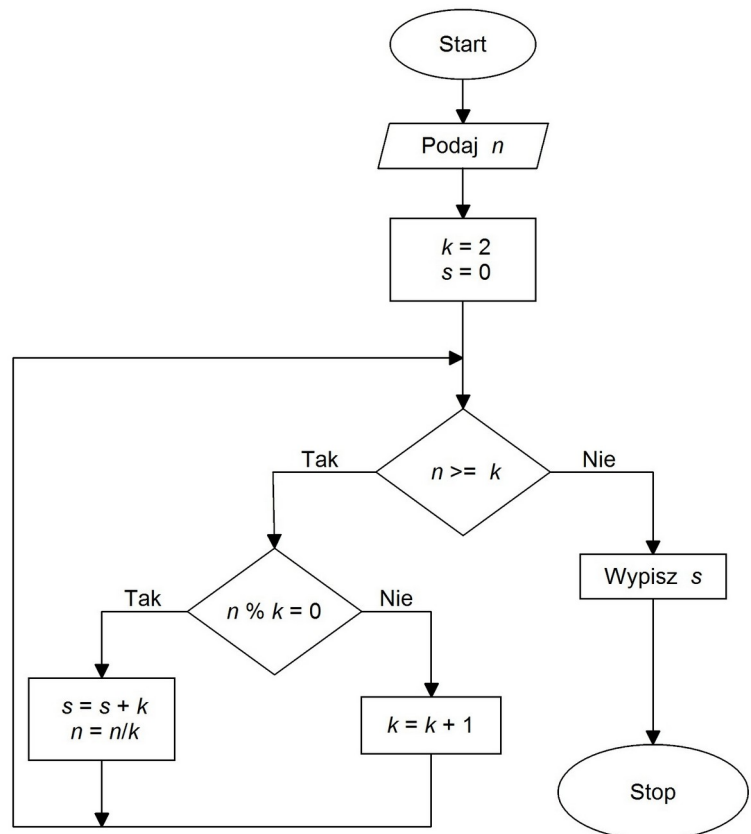 Start
Podaj n
k = 2
s = 0
n >= k
Tak
Nie
n % k = 0
Tak
Nie
s = s + k
n = n/k
k = k + 1
Wypisz s
Stop